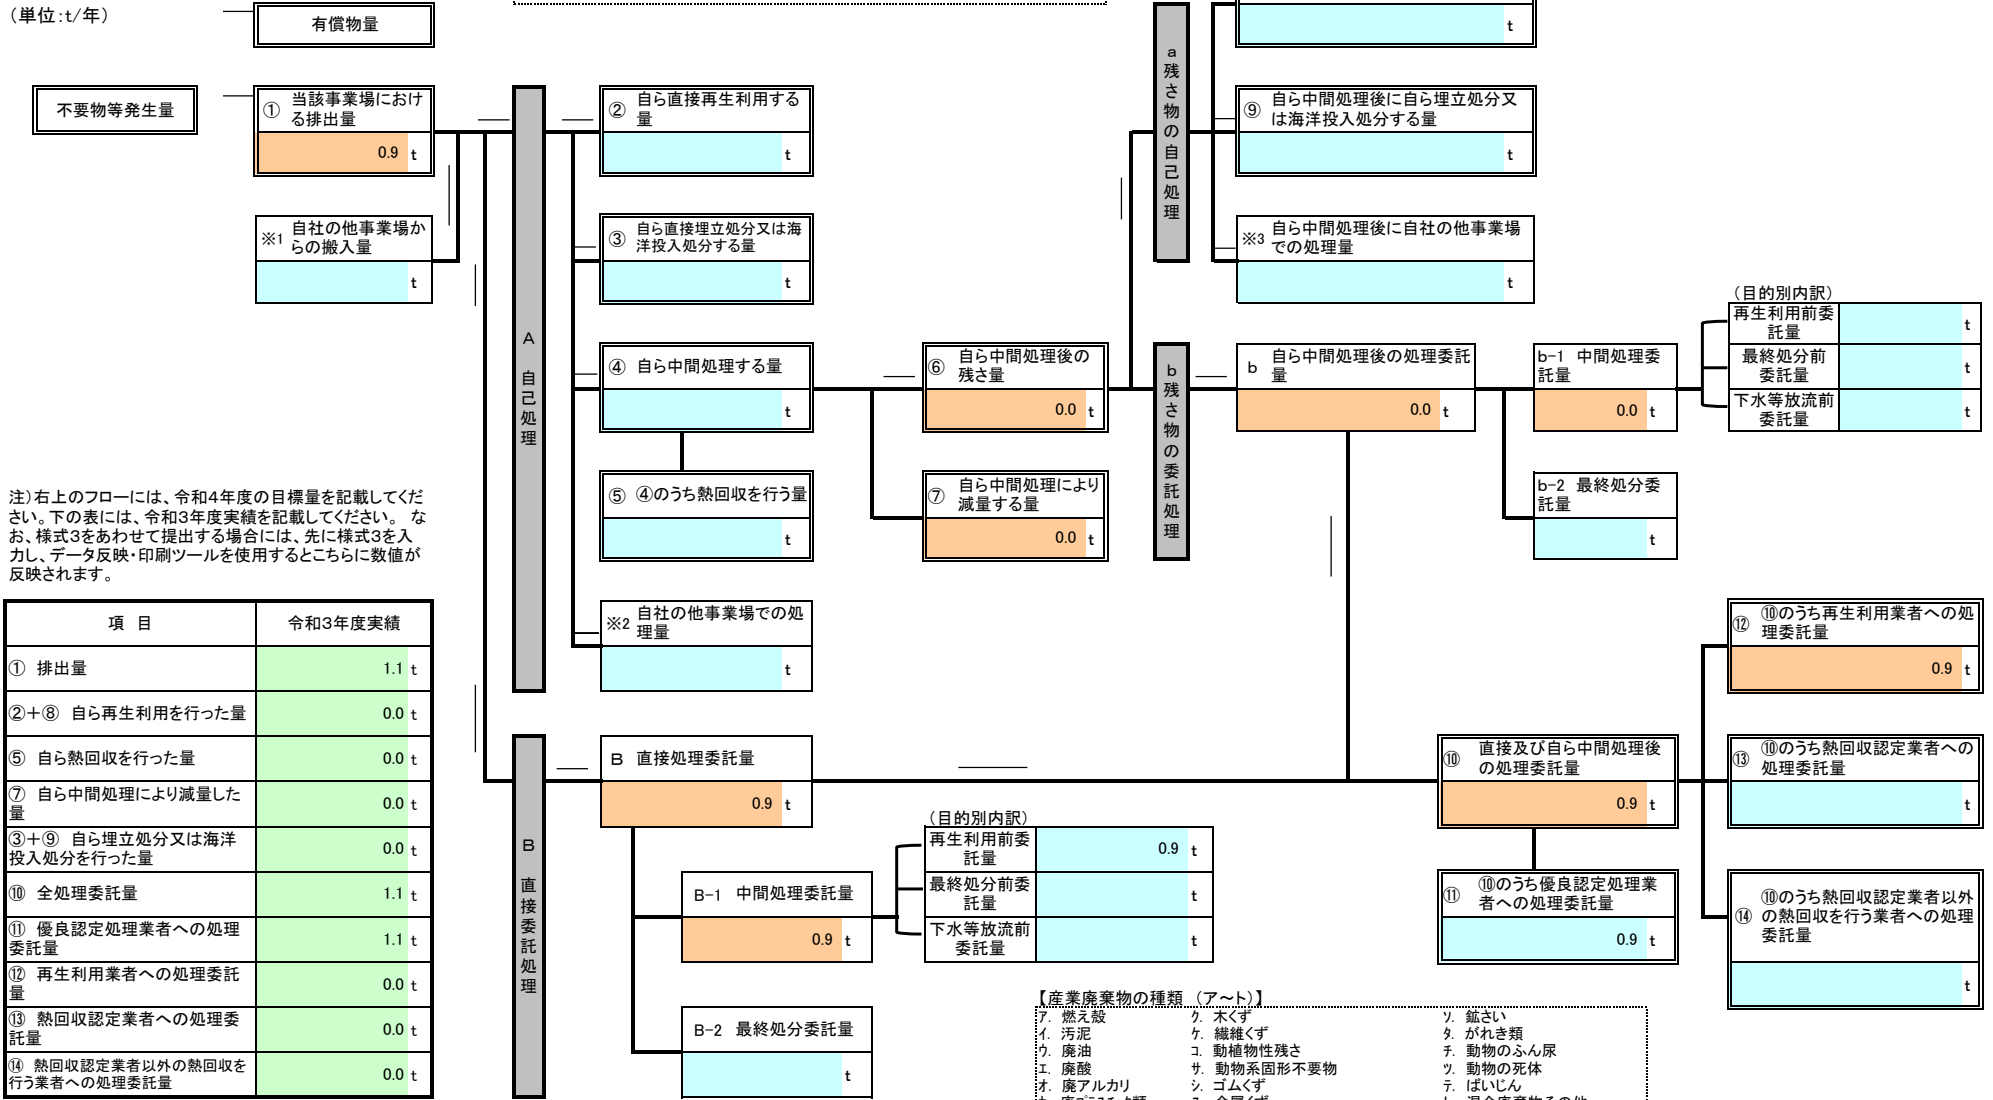 （単位：t/年）
有償物量
t
不要物等発生量
① 当該事業場におけ
る排出量
0.9 t
② 自ら直接再生利用する
量
t
⑨ 自ら中間処理後に自ら埋立処分又
は海洋投入処分する量
t
a
残さ物の自己処理
※1 自社の他事業場か
らの搬入量
t
③ 自ら直接埋立処分又は海
洋投入処分する量
t
※3 自ら中間処理後に自社の他事業場
での処理量
t
A 自己処理
④ 自ら中間処理する量
t
⑥ 自ら中間処理後の
残さ量
0.0 t
b
残さ物の委託処理
b 自ら中間処理後の処理委託
量
0.0 t
b-1 中間処理委
託量
0.0 t
（目的別内訳）
再生利用前委
託量
t
最終処分前
委託量
t
下水等放流前
委託量
t
⑤ ④のうち熱回収を行う量
t
⑦ 自ら中間処理により
減量する量
0.0 t
b-2 最終処分委
託量
t
注）右上のフローには、令和４年度の目標量を記載してくだ
さい。下の表には、令和３年度実績を記載してください。 な
お、様式３をあわせて提出する場合には、先に様式３を入
力し、データ反映・印刷ツールを使用するとこちらに数値が
反映されます。
※2 自社の他事業場での処
理量
t
項 目 令和３年度実績
① 排出量 1.1 t
②＋⑧ 自ら再生利用を行った量 0.0 t
⑤ 自ら熱回収を行った量 0.0 t
⑦ 自ら中間処理により減量した
量 0.0 t
③＋⑨ 自ら埋立処分又は海洋
投入処分を行った量 0.0 t
⑩ 全処理委託量 1.1 t
⑪ 優良認定処理業者への処理
委託量 1.1 t
⑫ 再生利用業者への処理委託
量 0.0 t
⑬ 熱回収認定業者への処理委
託量 0.0 t
⑭ 熱回収認定業者以外の熱回収を
行う業者への処理委託量 0.0 t
B 直接委託処理
B 直接処理委託量
0.9 t
B-1 中間処理委託量
0.9 t
（目的別内訳）
再生利用前委
託量
0.9 t
最終処分前委
託量
t
下水等放流前
委託量
t
B-2 最終処分委託量
t
⑩ 直接及び自ら中間処理後
の処理委託量
0.9 t
⑪ ⑩のうち優良認定処理業
者への処理委託量
0.9 t
⑫ ⑩のうち再生利用業者への処
理委託量
0.9 t
⑬ ⑩のうち熱回収認定業者への
処理委託量
t
⑭ ⑩のうち熱回収認定業者以外
の熱回収を行う業者への処理
委託量
t
【産業廃棄物の種類 （ア～ト）】
ア. 燃え殻 ク. 木くず ソ. 鉱さい
イ. 汚泥 ケ. 繊維くず タ. がれき類
ウ. 廃油 コ. 動植物性残さ チ. 動物のふん尿
エ. 廃酸 サ. 動物系固形不要物 ツ. 動物の死体
オ. 廃アルカリ シ. ゴムくず テ. ばいじん